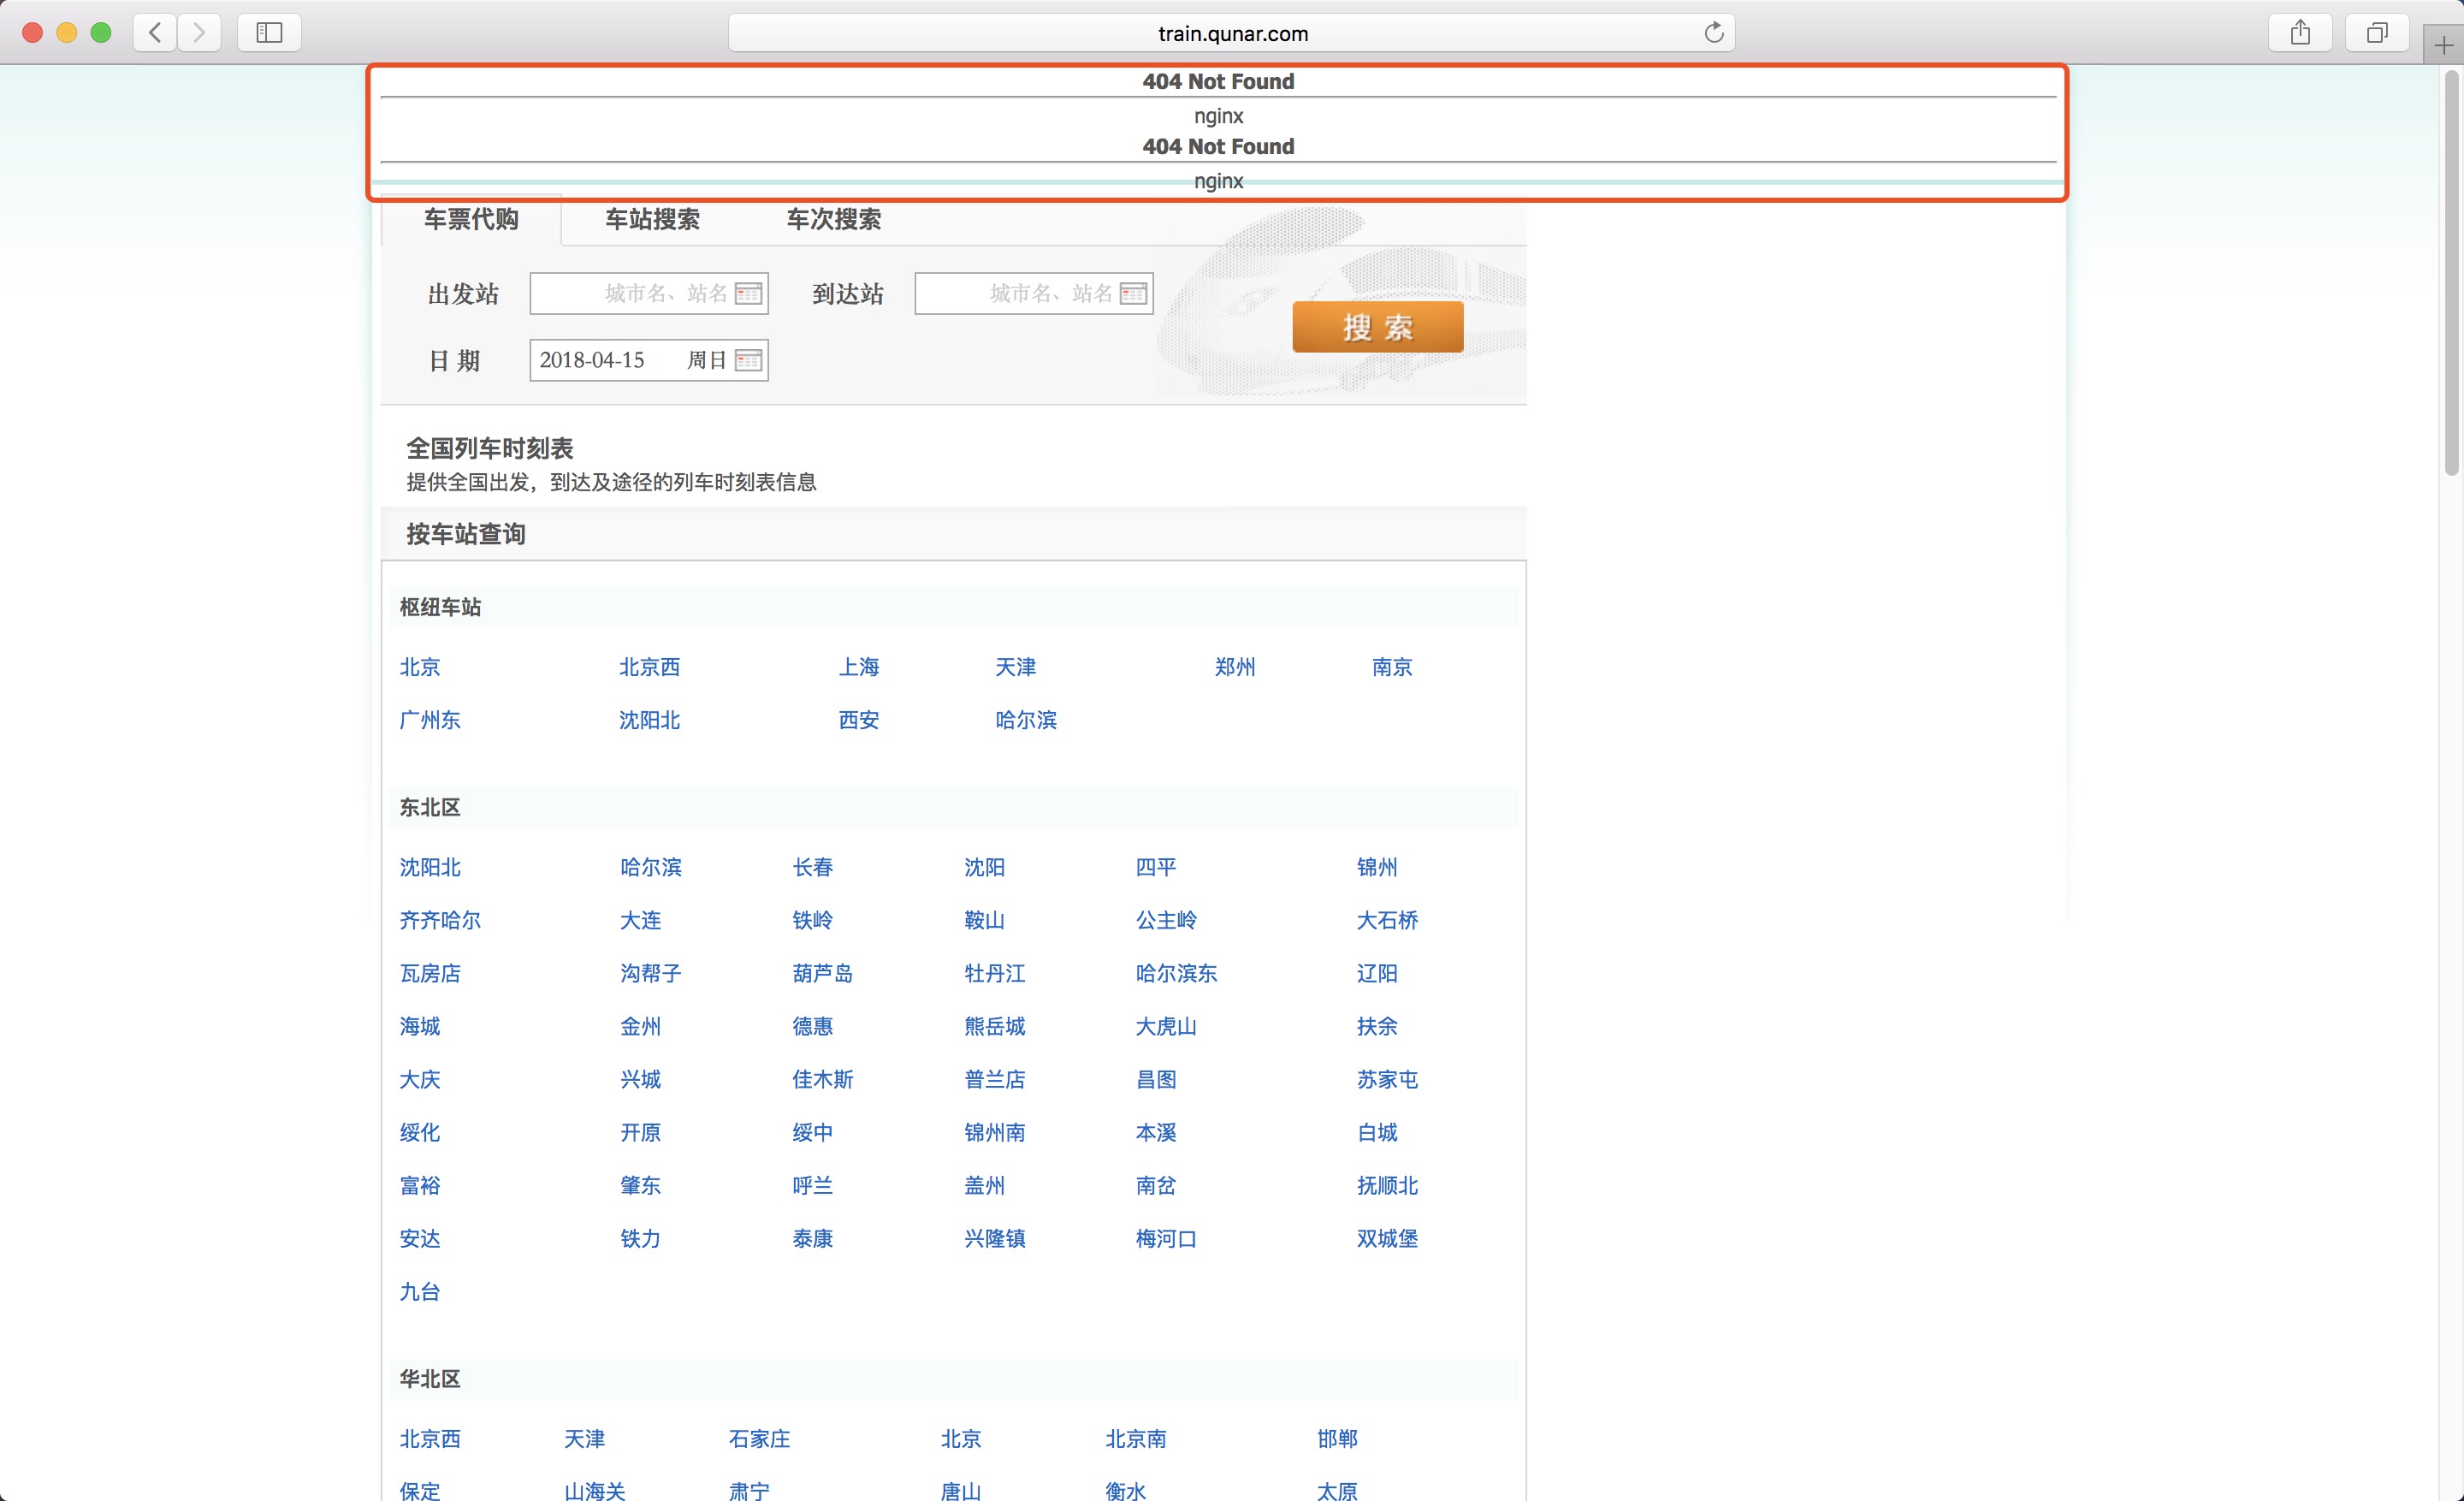 train.qunar.com
404 Not Found
nginx
404 Not Found
nginx
车票代购 车站搜索 车次搜索
出发站 城市名、站名 到达站 城市名、站名
搜 索
日 期 2018-04-15 周日
全国列车时刻表
提供全国出发，到达及途径的列车时刻表信息
按车站查询
枢纽车站
北京 北京西 上海 天津 郑州 南京
广州东 沈阳北 西安 哈尔滨
东北区
沈阳北 哈尔滨 长春 沈阳 四平 锦州
齐齐哈尔 大连 铁岭 鞍山 公主岭 大石桥
瓦房店 沟帮子 葫芦岛 牡丹江 哈尔滨东 辽阳
海城 金州 德惠 熊岳城 大虎山 扶余
大庆 兴城 佳木斯 普兰店 昌图 苏家屯
绥化 开原 绥中 锦州南 本溪 白城
富裕 肇东 呼兰 盖州 南岔 抚顺北
安达 铁力 泰康 兴隆镇 梅河口 双城堡
九台
华北区
北京西 天津 石家庄 北京 北京南 邯郸
保定 山海关 肃宁 唐山 衡水 太原